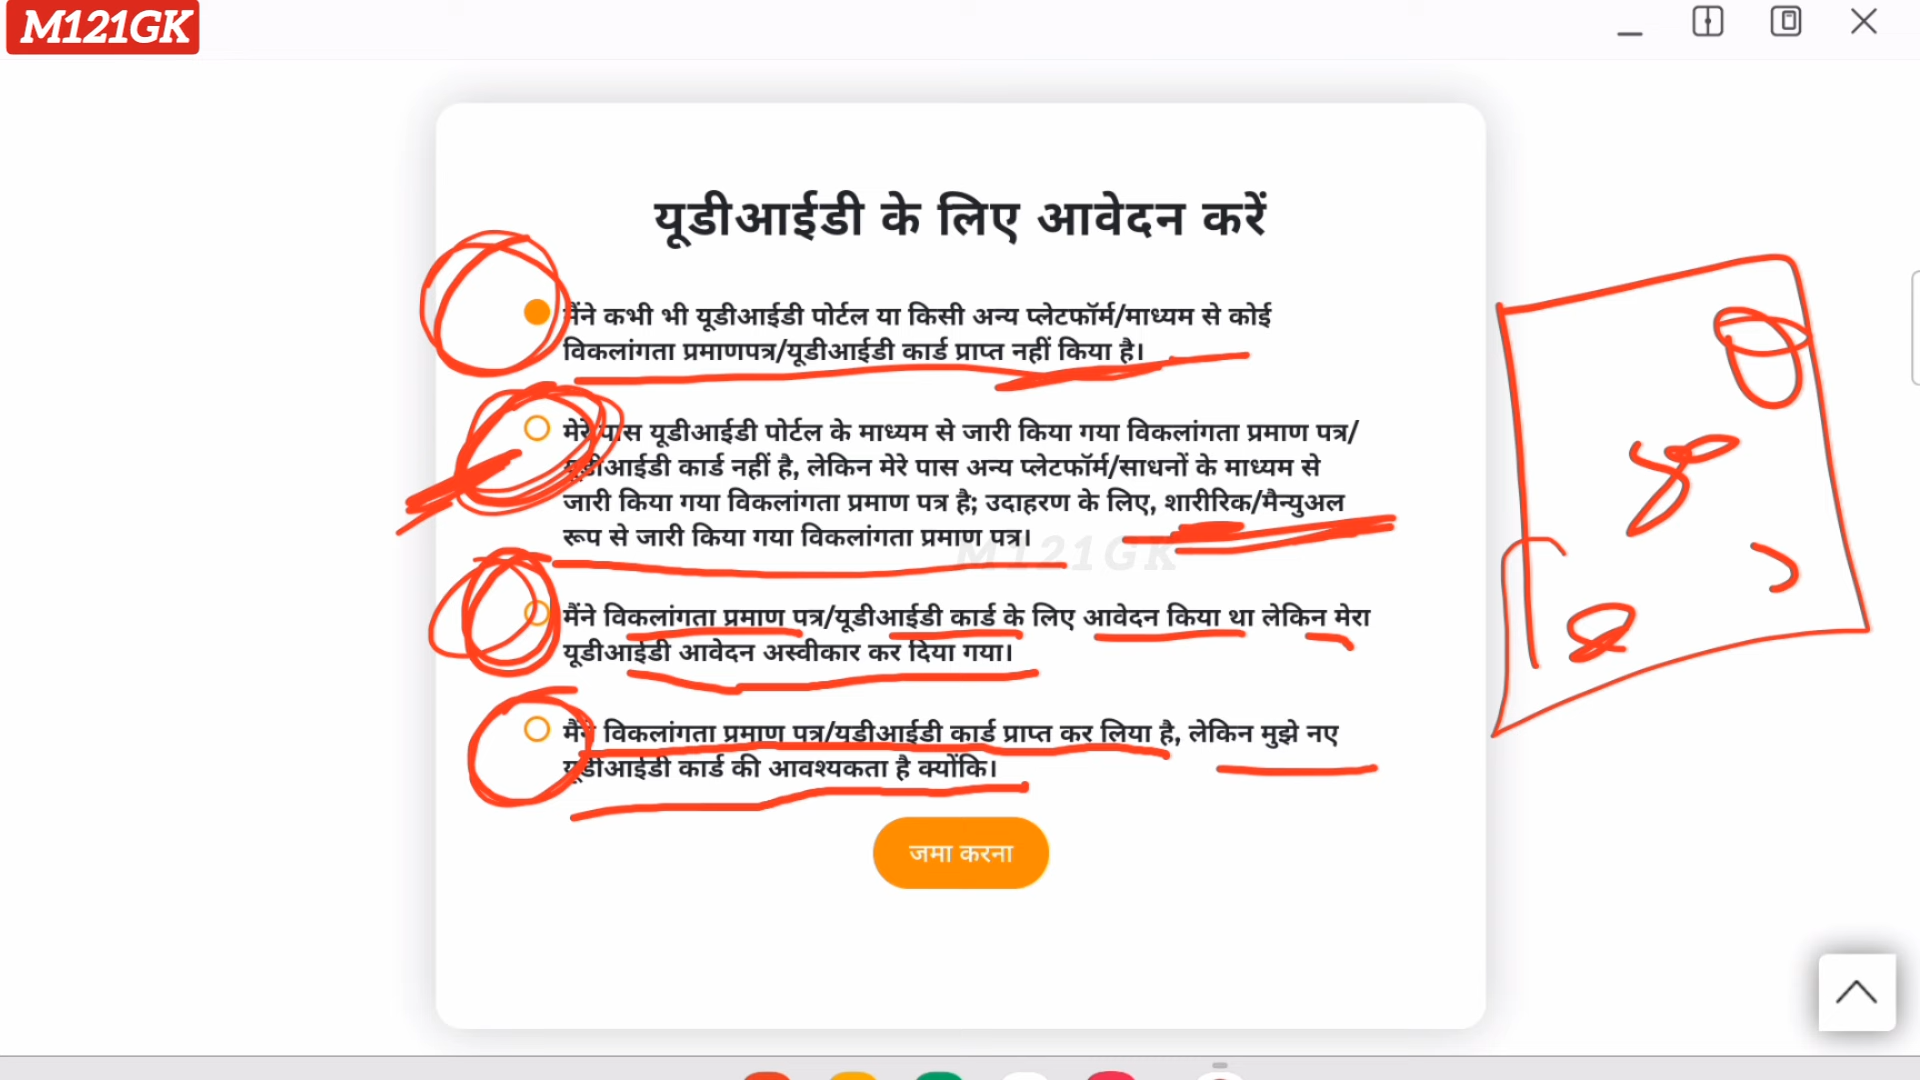 M121GK
यूडीआईडी के लिए आवेदन करें
मैंने कभी भी यूडीआईडी पोर्टल या किसी अन्य प्लेटफॉर्म/माध्यम से कोई
विकलांगता प्रमाणपत्र/यूडीआईडी कार्ड प्राप्त नहीं किया है।
मेरे पास यूडीआईडी पोर्टल के माध्यम से जारी किया गया विकलांगता प्रमाण पत्र/
यूडीआईडी कार्ड नहीं है, लेकिन मेरे पास अन्य प्लेटफॉर्म/साधनों के माध्यम से
जारी किया गया विकलांगता प्रमाण पत्र है; उदाहरण के लिए, शारीरिक/मैन्युअल
रूप से जारी किया गया विकलांगता प्रमाण पत्र।
M121GK
मैंने विकलांगता प्रमाण पत्र/यूडीआईडी कार्ड के लिए आवेदन किया था लेकिन मेरा
यूडीआईडी आवेदन अस्वीकार कर दिया गया।
मैंने विकलांगता प्रमाण पत्र/यूडीआईडी कार्ड प्राप्त कर लिया है, लेकिन मुझे नए
यूडीआईडी कार्ड की आवश्यकता है क्योंकि।
जमा करना